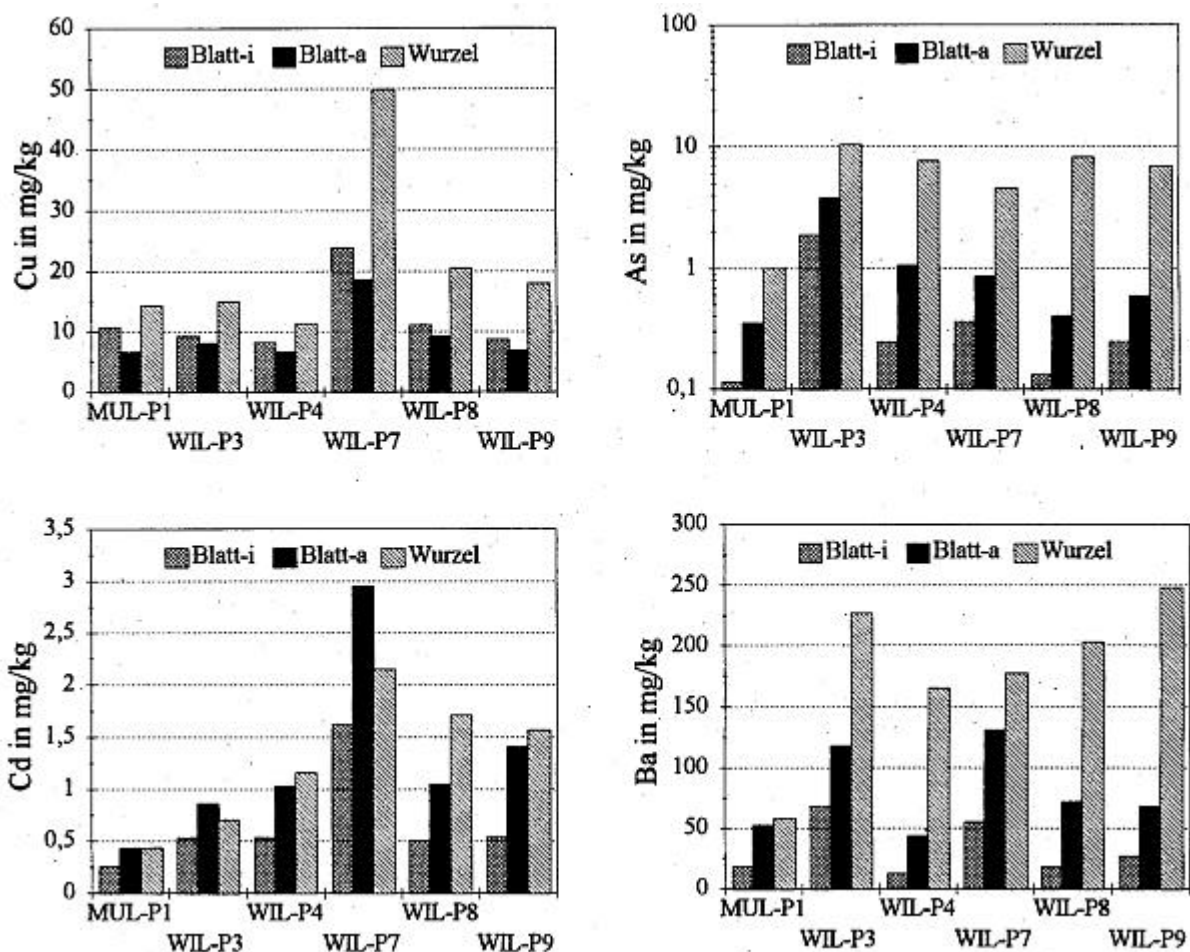 60
50
40
30
20
10
0
Cu in mg/kg
Blatt-i Blatt-a Wurzel
MUL-P1 WIL-P4 WIL-P8
WIL-P3 WIL-P7 WIL-P9
100
10
1
0,1
As in mg/kg
Blatt-i Blatt-a Wurzel
MUL-P1 WIL-P4 WIL-P8
WIL-P3 WIL-P7 WIL-P9
3,5
3
2,5
2
1,5
1
0,5
0
Cd in mg/kg
Blatt-i Blatt-a Wurzel
MUL-P1 WIL-P4 WIL-P8
WIL-P3 WIL-P7 WIL-P9
300
250
200
150
100
50
0
Ba in mg/kg
Blatt-i Blatt-a Wurzel
MUL-P1 WIL-P4 WIL-P8
WIL-P3 WIL-P7 WIL-P9